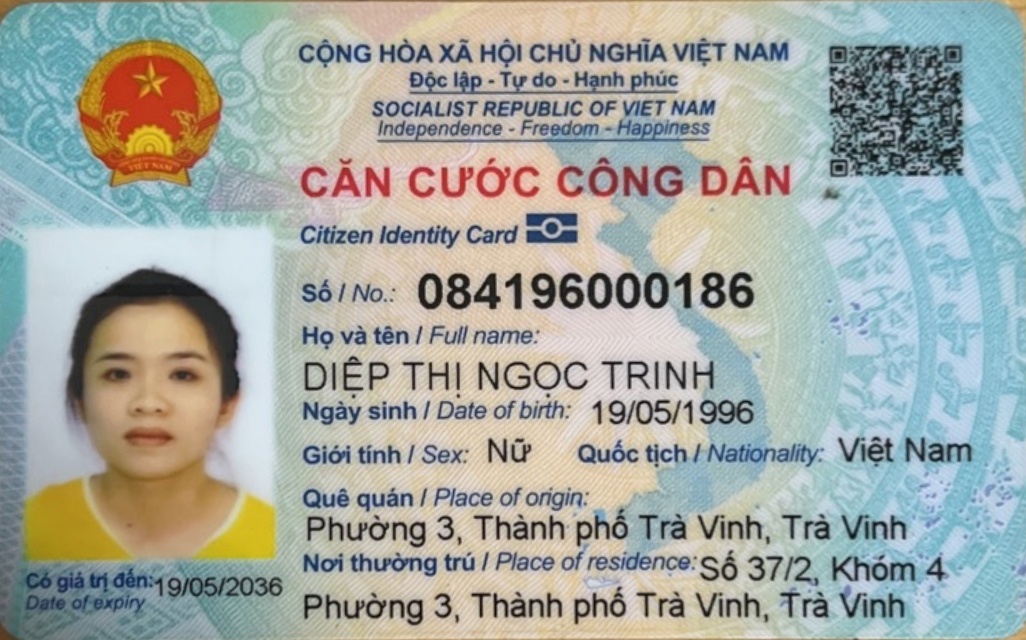 CỘNG HÒA XÃ HỘI CHỦ NGHĨA VIỆT NAM
Độc lập - Tự do - Hạnh phúc
SOCIALIST REPUBLIC OF VIET NAM
Independence - Freedom - Happiness
VIỆT NAM
CĂN CƯỚC CÔNG DÂN
Citizen Identity Card
Số / No.: 084196000186
Họ và tên / Full name:
DIỆP THỊ NGỌC TRINH
Ngày sinh / Date of birth: 19/05/1996
Giới tính / Sex: Nữ Quốc tịch / Nationality: Việt Nam
Quê quán / Place of origin:
Phường 3, Thành phố Trà Vinh, Trà Vinh
Nơi thường trú / Place of residence: Số 37/2, Khóm 4
Phường 3, Thành phố Trà Vinh, Trà Vinh
Có giá trị đến: 19/05/2036
Date of expiry